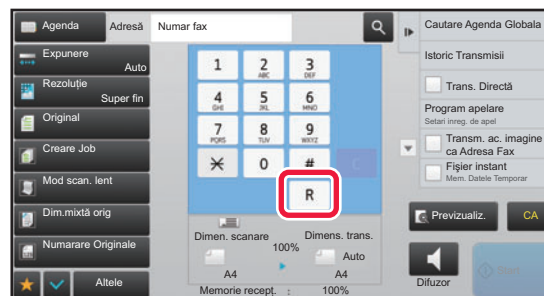 Agenda
Adresă
Numar fax
Cautare Agenda Globala
Expunere
Auto
Istoric Transmisii
Rezoluție
Super fin
Trans. Directă
Original
Program apelare
Setari inreg. de apel
Creare Job
Transm. ac. imagine
ca Adresa Fax
Mod scan. lent
Fișier instant
Mem. Datele Temporar
Dim.mixtă orig
Previzualiz.
CA
Numarare Originale
Altele
1
2
ABC
3
DEF
4
GHI
5
JKL
6
MNO
7
PQRS
8
TUV
9
WXYZ
0
#
C
R
Dimen. scanare
Dimens. trans.
100%
Auto
A4
A4
Memorie recept. : 100%
Difuzor
Start